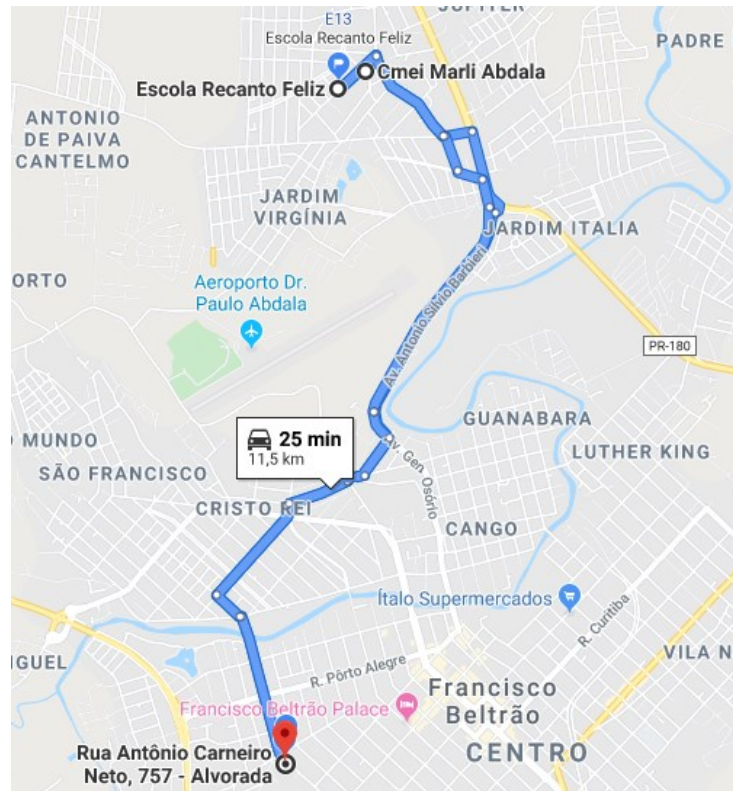 JÚPITER
E13
Escola Recanto Feliz
PADRE
Cmei Marli Abdala
Escola Recanto Feliz
ANTONIO
DE PAIVA
CANTELMO
JARDIM
VIRGÍNIA
JARDIM ITALIA
ORTO
Aeroporto Dr.
Paulo Abdala
Av. Antonio Silvio Barbieri
PR-180
25 min
11,5 km
GUANABARA
O MUNDO
LUTHER KING
SÃO FRANCISCO
Av. Gen. Osório
CRISTO REI
CANGO
Ítalo Supermercados
R. Curitiba
IGUEL
VILA N
R. Pôrto Alegre
Francisco
Beltrão
Francisco Beltrão Palace
CENTRO
Rua Antônio Carneiro
Neto, 757 - Alvorada